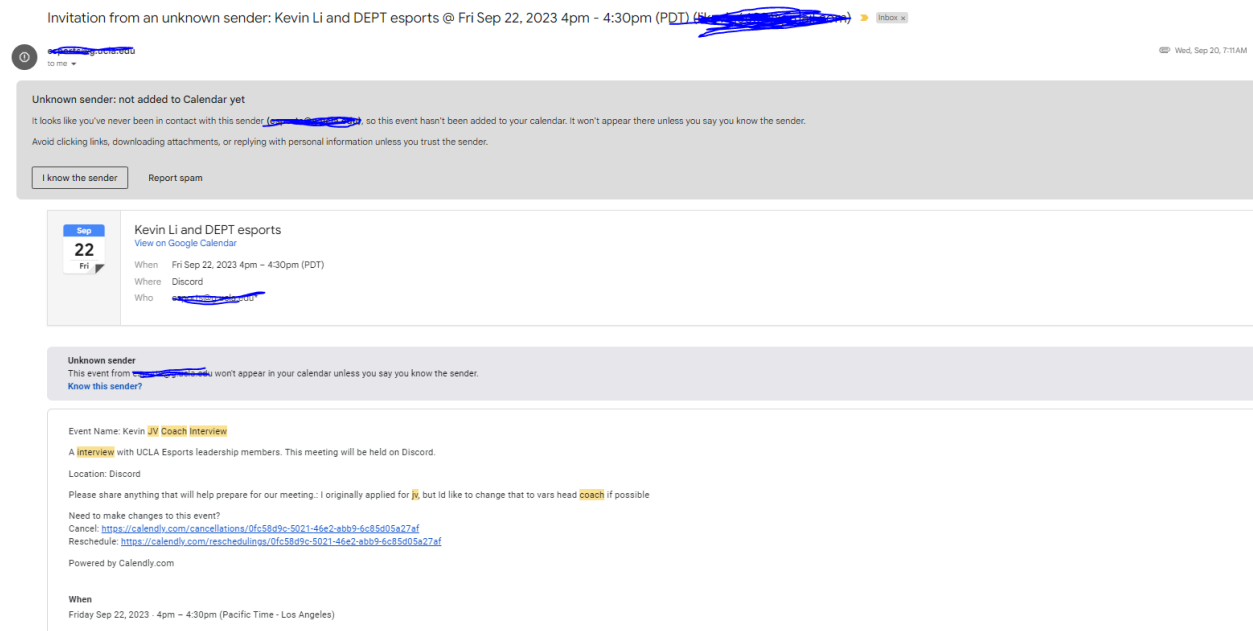 Invitation from an unknown sender: Kevin Li and DEPT esports @ Fri Sep 22, 2023 4pm - 4:30pm (PDT) Inbox x
Wed, Sep 20, 7:11 AM
to me
Unknown sender: not added to Calendar yet
It looks like you've never been in contact with this sender so this event hasn't been added to your calendar. It won't appear there unless you say you know the sender.
Avoid clicking links, downloading attachments, or replying with personal information unless you trust the sender.
I know the sender Report spam
Sep
22
Fri
Kevin Li and DEPT esports
View on Google Calendar
When Fri Sep 22, 2023 4pm – 4:30pm (PDT)
Where Discord
Who
Unknown sender
This event from won't appear in your calendar unless you say you know the sender.
Know this sender?
Event Name: Kevin JV Coach Interview
A interview with UCLA Esports leadership members. This meeting will be held on Discord.
Location: Discord
Please share anything that will help prepare for our meeting.: I originally applied for jv, but Id like to change that to vars head coach if possible
Need to make changes to this event?
Cancel: https://calendly.com/cancellations/0fc58d9c-5021-46e2-abb9-6c85d05a27af
Reschedule: https://calendly.com/reschedulings/0fc58d9c-5021-46e2-abb9-6c85d05a27af
Powered by Calendly.com
When
Friday Sep 22, 2023 · 4pm – 4:30pm (Pacific Time - Los Angeles)